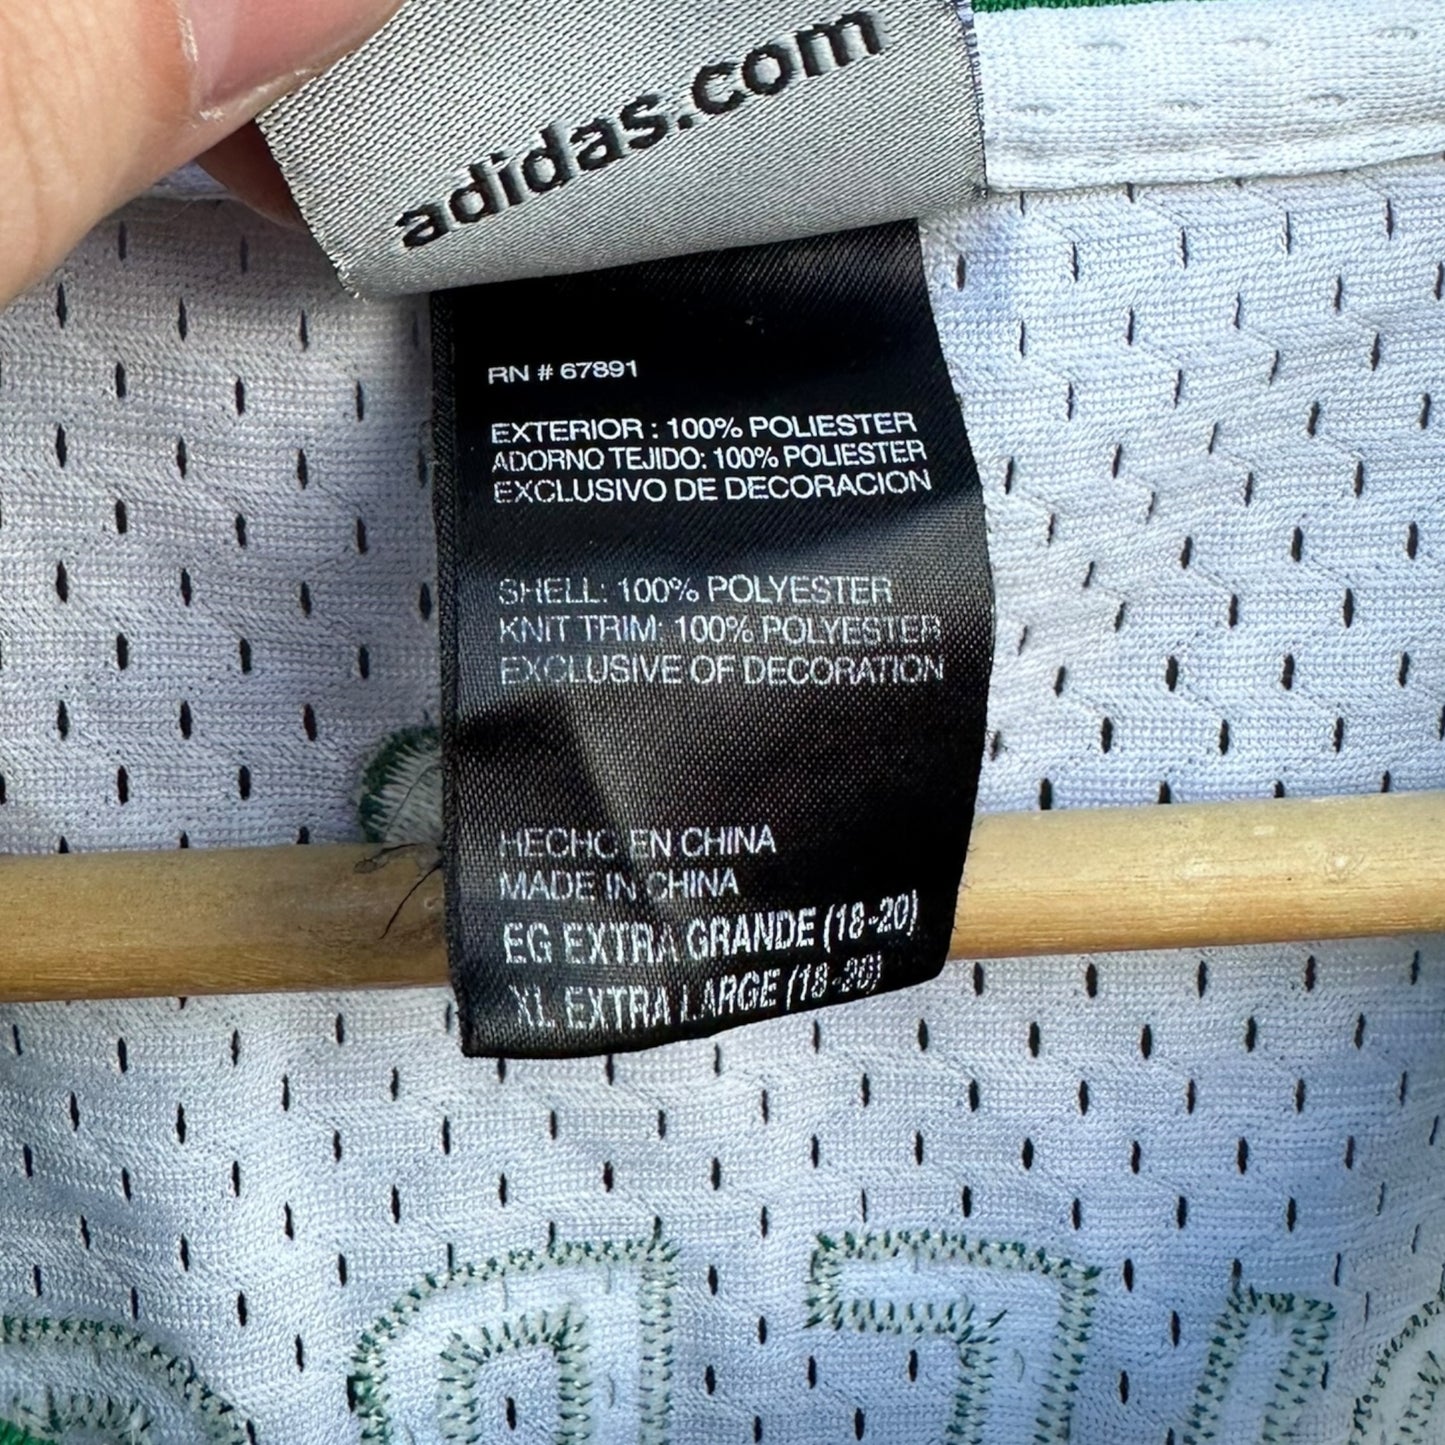 adidas.com
RN # 67891
EXTERIOR : 100% POLIESTER
ADORNO TEJIDO: 100% POLIESTER
EXCLUSIVO DE DECORACION
SHELL: 100% POLYESTER
KNIT TRIM: 100% POLYESTER
EXCLUSIVE OF DECORATION
HECHO EN CHINA
MADE IN CHINA
EG EXTRA GRANDE (18-20)
XL EXTRA LARGE (18-20)